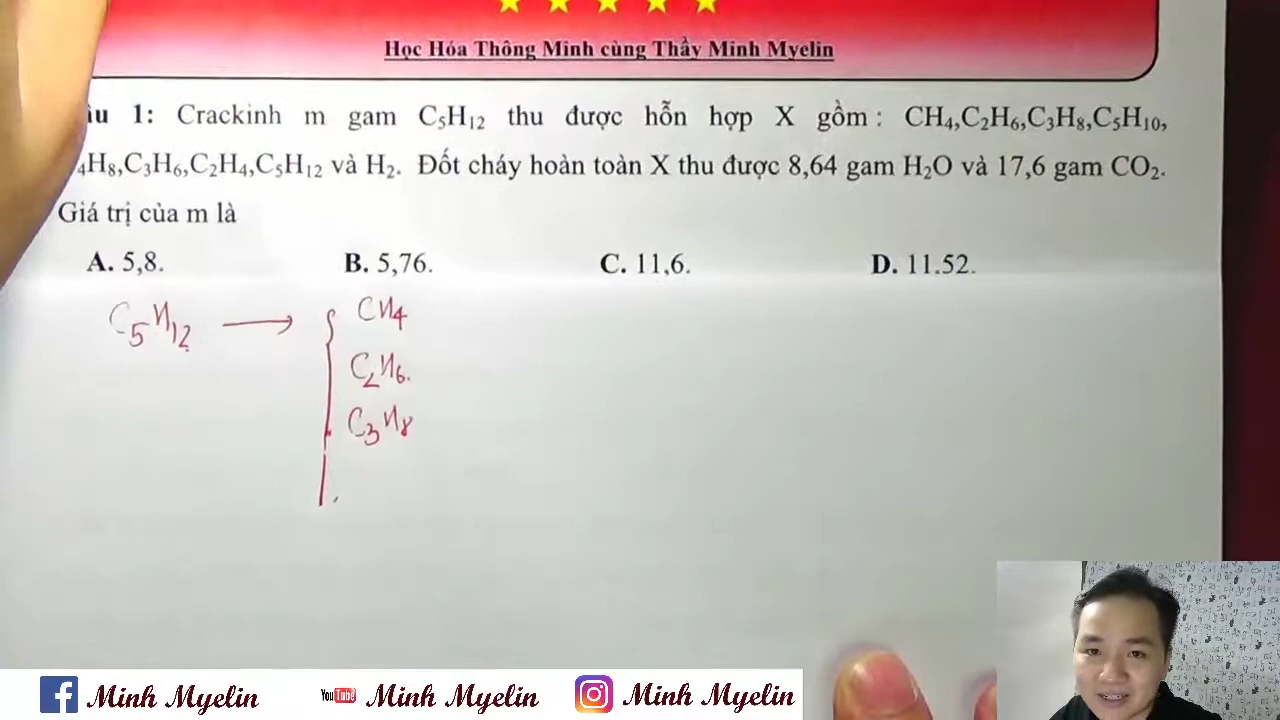 Học Hóa Thông Minh cùng Thầy Minh Myelin
1: Crackinh m gam C₅H₁₂ thu được hỗn hợp X gồm : CH₄,C₂H₆,C₃H₈,C₅H₁₀,
₄H₈,C₃H₆,C₂H₄,C₅H₁₂ và H₂. Đốt cháy hoàn toàn X thu được 8,64 gam H₂O và 17,6 gam CO₂.
Giá trị của m là
A. 5,8. B. 5,76. C. 11,6. D. 11.52.
C₅H₁₂ → { CH₄
C₂H₆
C₃H₈
Minh Myelin YouTube Minh Myelin Minh Myelin